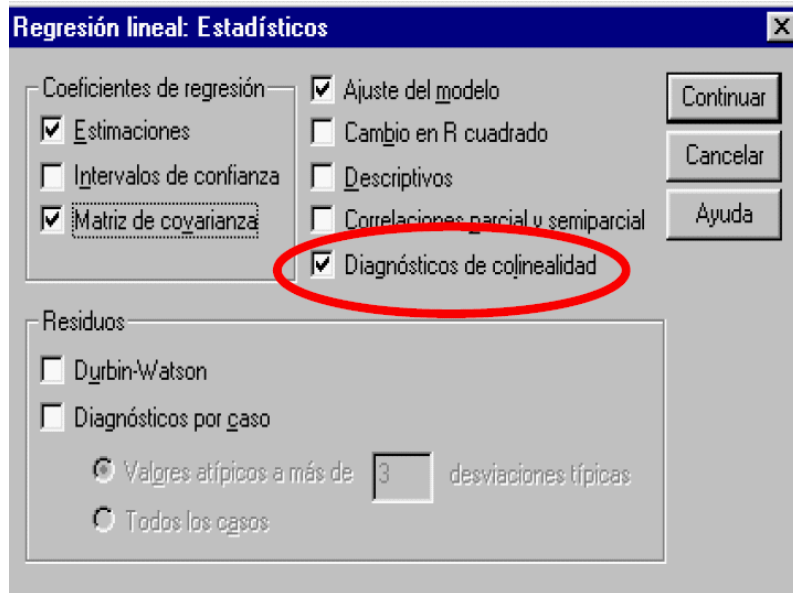 Regresión lineal: Estadísticos
Coeficientes de regresión
Estimaciones
Intervalos de confianza
Matriz de covarianza
Ajuste del modelo
Cambio en R cuadrado
Descriptivos
Correlaciones parcial y semiparcial
Diagnósticos de colinealidad
Continuar
Cancelar
Ayuda
Residuos
Durbin-Watson
Diagnósticos por caso
Valores atípicos a más de 3 desviaciones típicas
Todos los casos